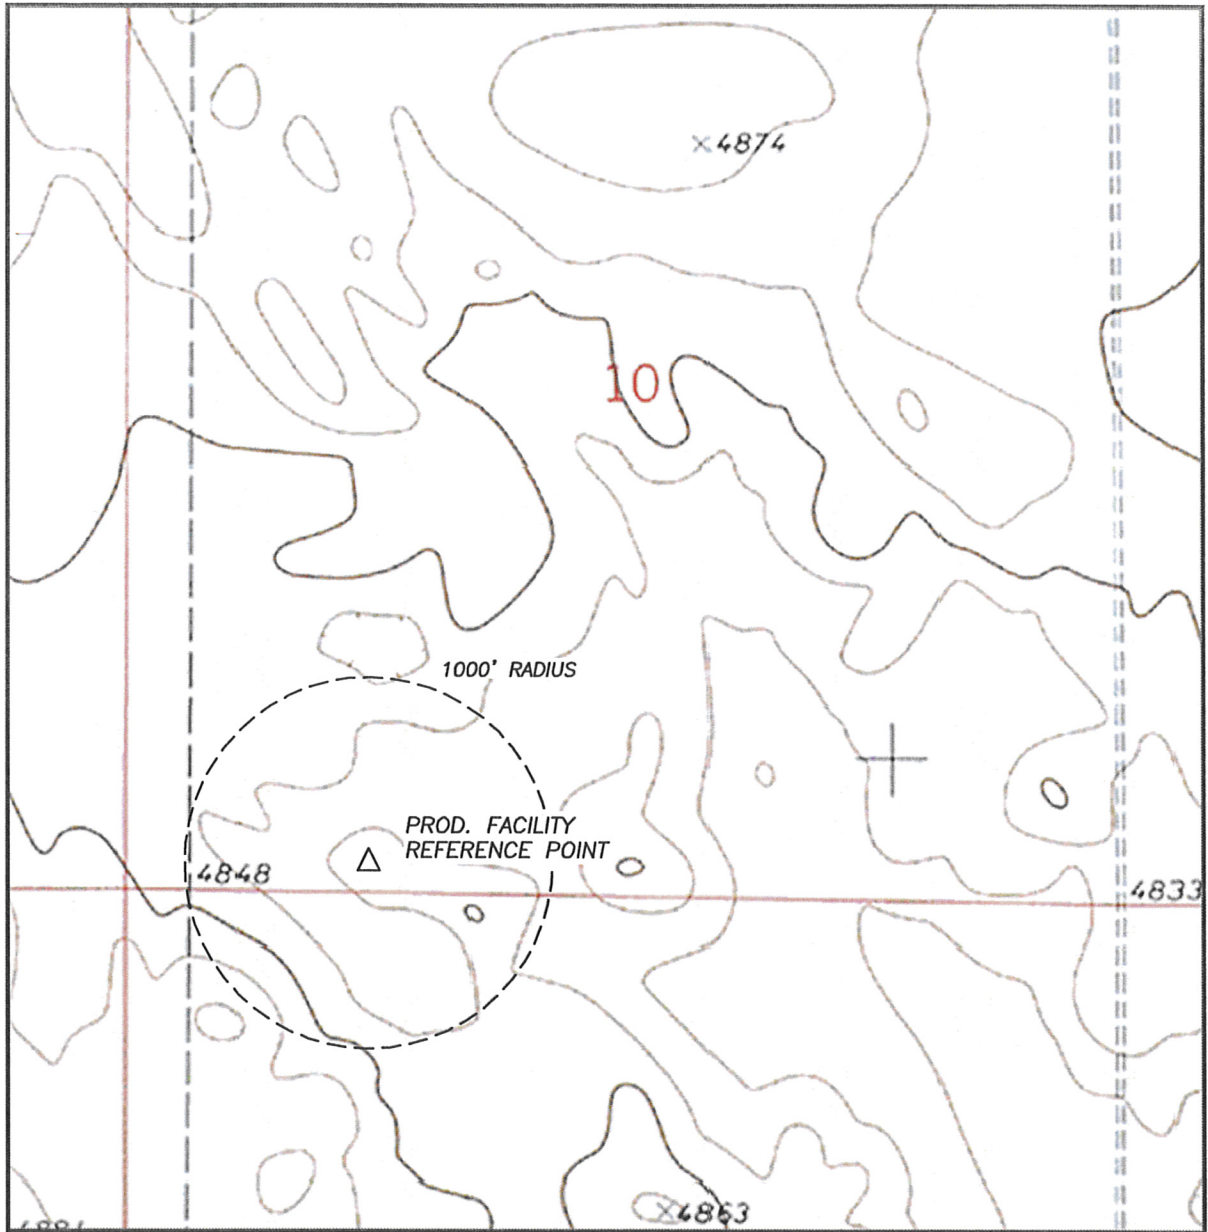 ×4874
10
1000' RADIUS
PROD. FACILITY
REFERENCE POINT
4848
4833
×4863